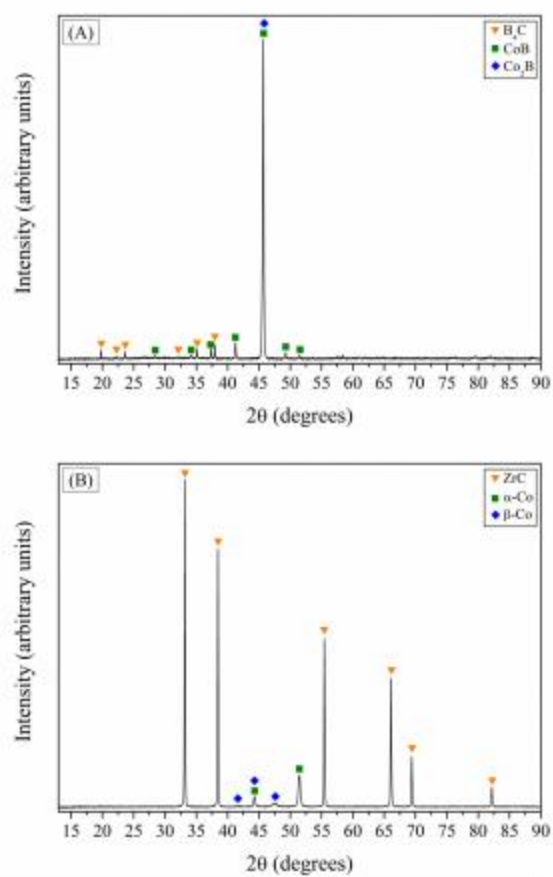 (A)
B₄C
CoB
Co₂B
Intensity (arbitrary units)
15 20 25 30 35 40 45 50 55 60 65 70 75 80 85 90
2θ (degrees)
(B)
ZrC
α-Co
β-Co
Intensity (arbitrary units)
15 20 25 30 35 40 45 50 55 60 65 70 75 80 85 90
2θ (degrees)